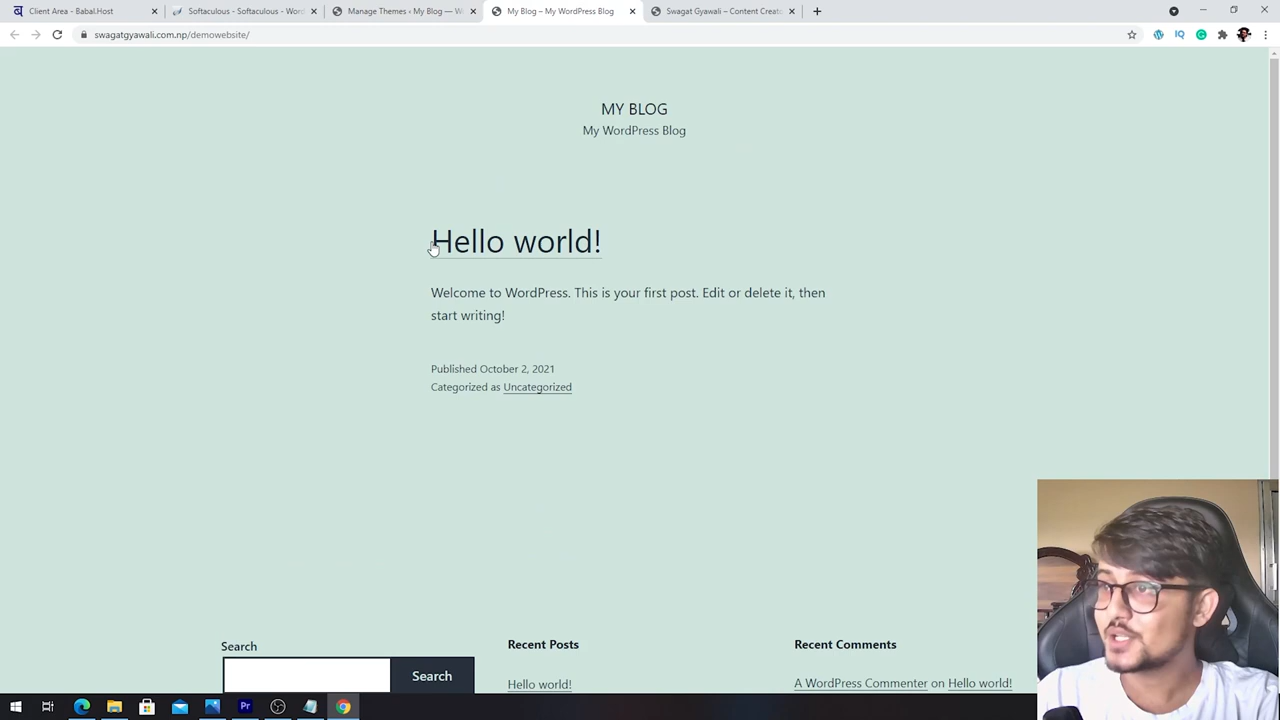 Client Area - Babal.Host
Softaculous - Softaculous - Word
Manage Themes ‹ My Blog — W
My Blog – My WordPress Blog
Swagat Gyawali – Content Creato
swagatgyawali.com.np/demowebsite/
MY BLOG
My WordPress Blog
Hello world!
Welcome to WordPress. This is your first post. Edit or delete it, then
start writing!
Published October 2, 2021
Categorized as Uncategorized
Search
Search
Recent Posts
Hello world!
Recent Comments
A WordPress Commenter on Hello world!